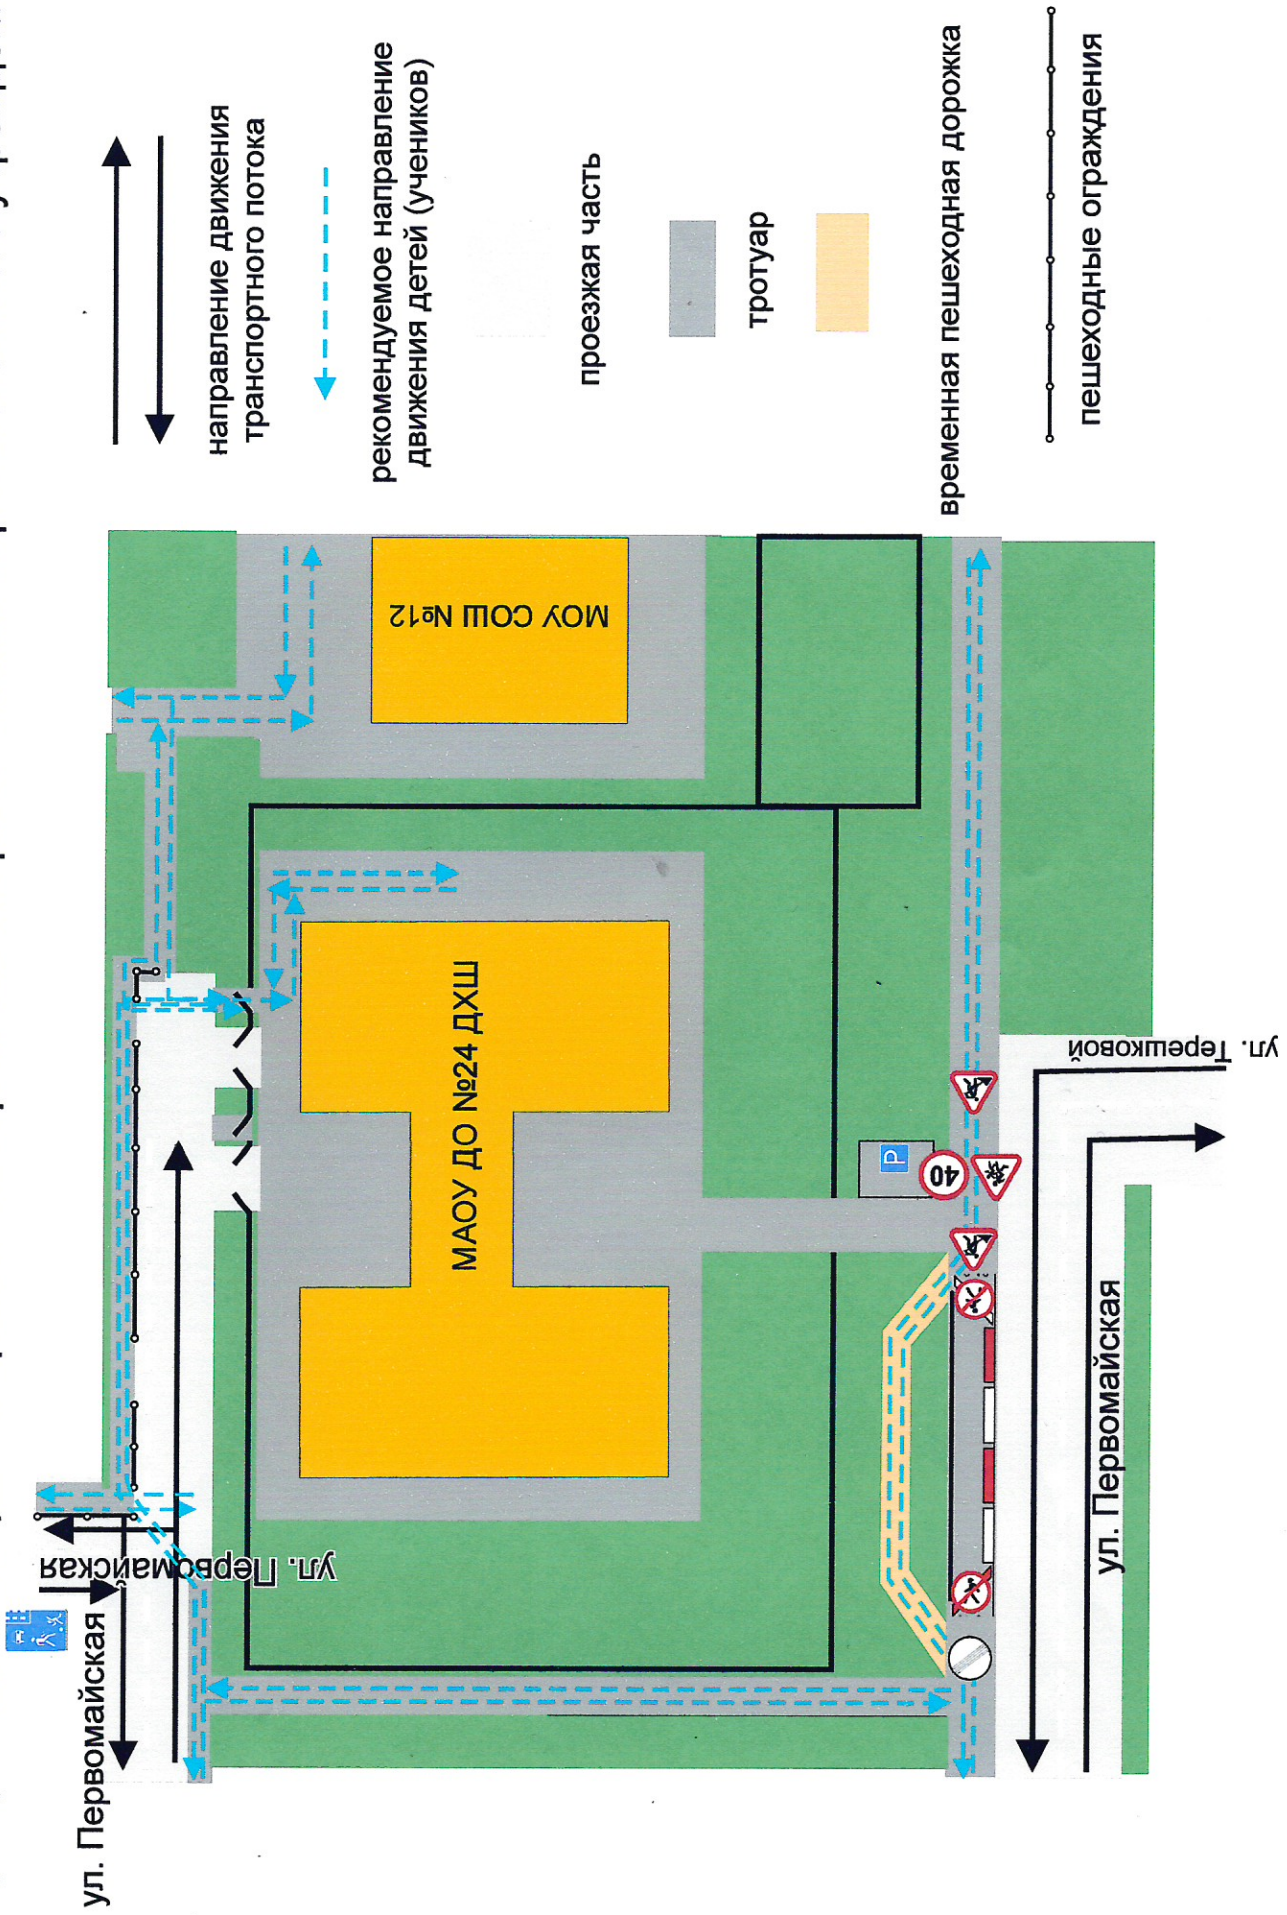 направление движения
транспортного потока
рекомендуемое направление
движения детей (учеников)
проезжая часть
тротуар
временная пешеходная дорожка
пешеходные ограждения
ул. Первомайская
ул. Первомайская
МАОУ ДО №24 ДХШ
МОУ СОШ №12
P
40
ул. Первомайская
ул. Терешковой